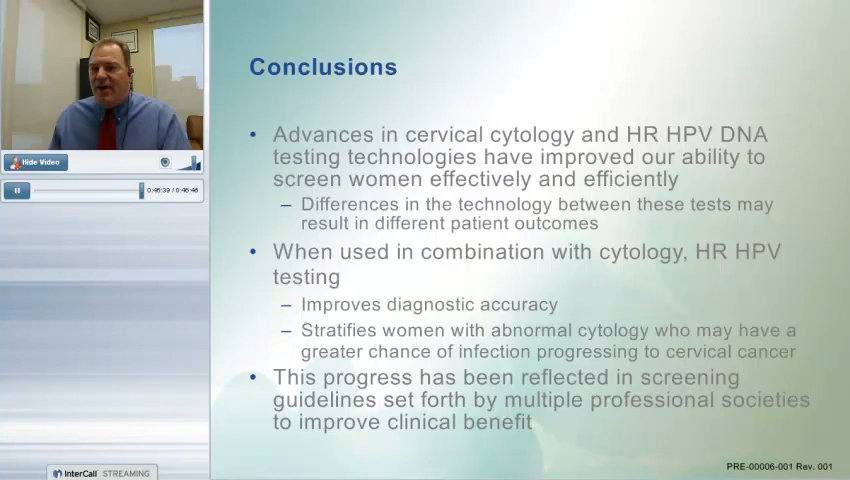 Conclusions
• Advances in cervical cytology and HR HPV DNA
testing technologies have improved our ability to
screen women effectively and efficiently
– Differences in the technology between these tests may
result in different patient outcomes
• When used in combination with cytology, HR HPV
testing
– Improves diagnostic accuracy
– Stratifies women with abnormal cytology who may have a
greater chance of infection progressing to cervical cancer
• This progress has been reflected in screening
guidelines set forth by multiple professional societies
to improve clinical benefit
Hide Video
0:46:39 / 0:46:46
InterCall STREAMING
PRE-00006-001 Rev. 001